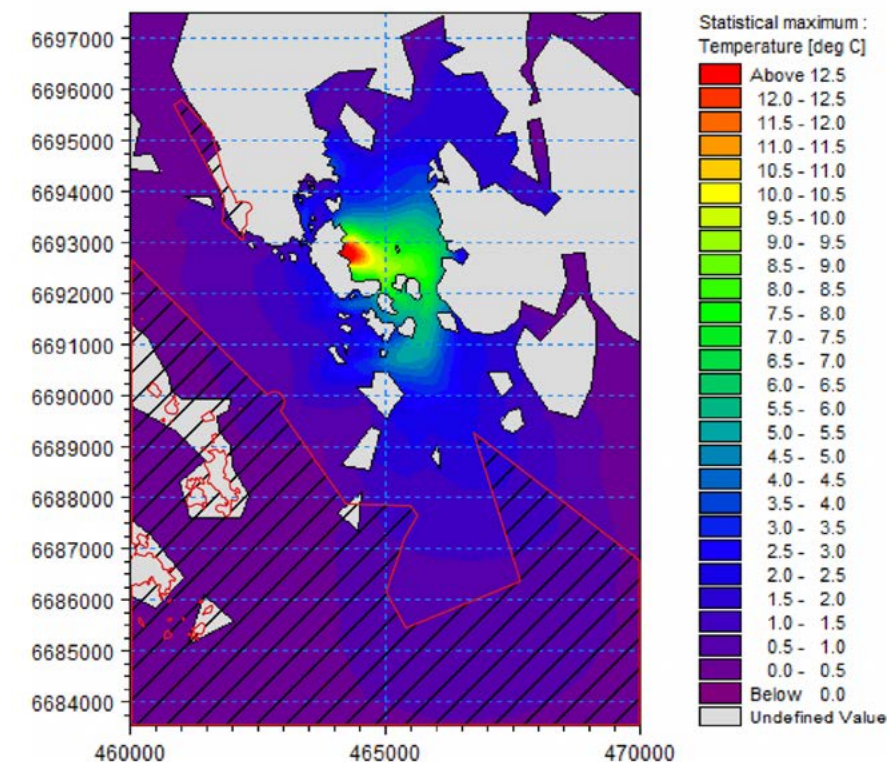 Statistical maximum :
Temperature [deg C]
Above 12.5
12.0 - 12.5
11.5 - 12.0
11.0 - 11.5
10.5 - 11.0
10.0 - 10.5
9.5 - 10.0
9.0 - 9.5
8.5 - 9.0
8.0 - 8.5
7.5 - 8.0
7.0 - 7.5
6.5 - 7.0
6.0 - 6.5
5.5 - 6.0
5.0 - 5.5
4.5 - 5.0
4.0 - 4.5
3.5 - 4.0
3.0 - 3.5
2.5 - 3.0
2.0 - 2.5
1.5 - 2.0
1.0 - 1.5
0.5 - 1.0
0.0 - 0.5
Below 0.0
Undefined Value
6697000
6696000
6695000
6694000
6693000
6692000
6691000
6690000
6689000
6688000
6687000
6686000
6685000
6684000
460000 465000 470000